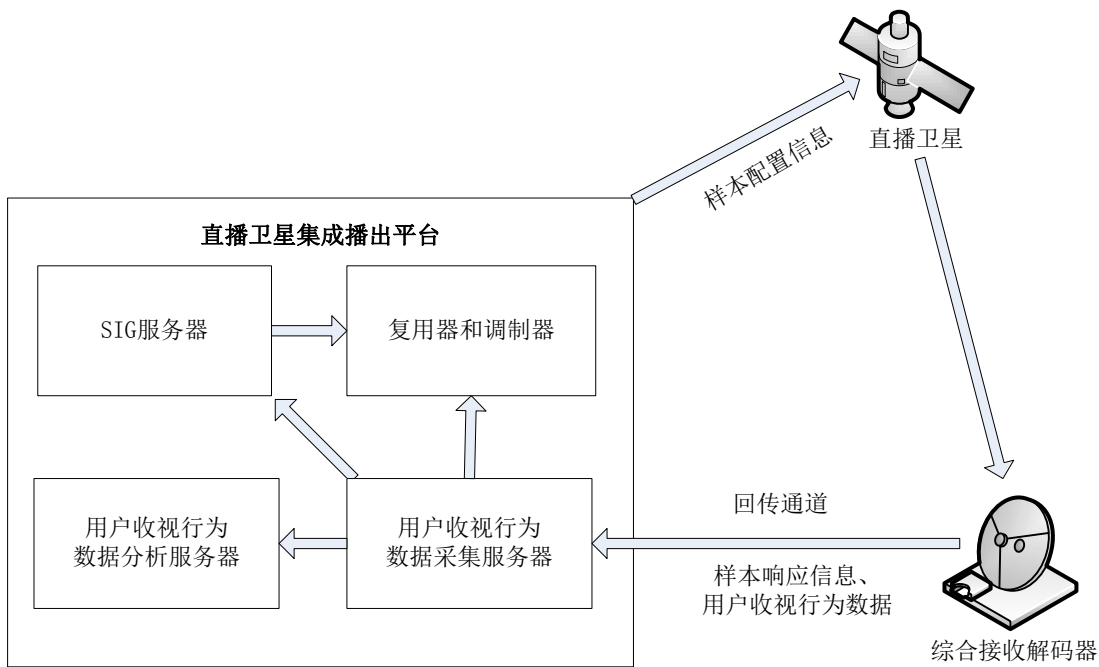 直播卫星
样本配置信息
直播卫星集成播出平台
SIG服务器
复用器和调制器
用户收视行为
数据分析服务器
用户收视行为
数据采集服务器
回传通道
样本响应信息、
用户收视行为数据
综合接收解码器